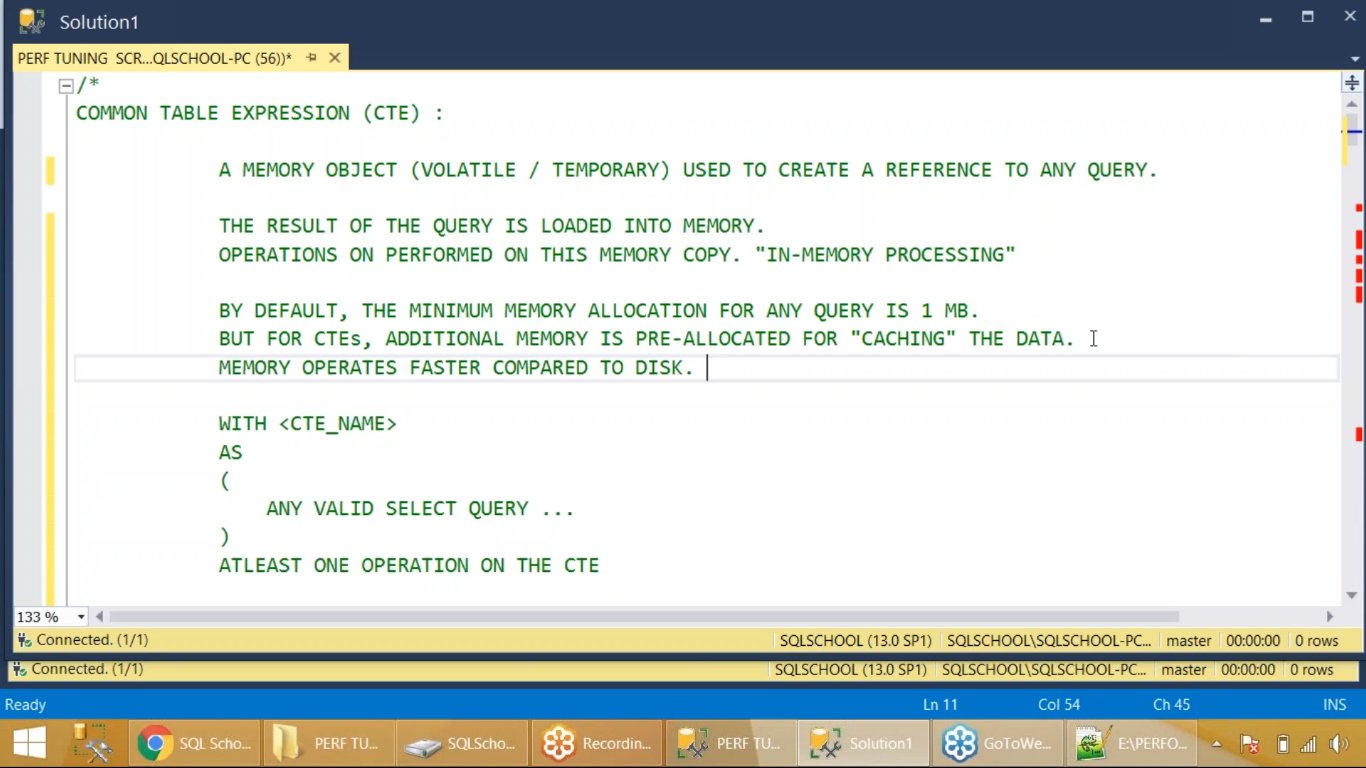 Solution1
PERF TUNING SCR...QLSCHOOL-PC (56))*
/*
COMMON TABLE EXPRESSION (CTE) :
A MEMORY OBJECT (VOLATILE / TEMPORARY) USED TO CREATE A REFERENCE TO ANY QUERY.
THE RESULT OF THE QUERY IS LOADED INTO MEMORY.
OPERATIONS ON PERFORMED ON THIS MEMORY COPY. "IN-MEMORY PROCESSING"
BY DEFAULT, THE MINIMUM MEMORY ALLOCATION FOR ANY QUERY IS 1 MB.
BUT FOR CTEs, ADDITIONAL MEMORY IS PRE-ALLOCATED FOR "CACHING" THE DATA.
MEMORY OPERATES FASTER COMPARED TO DISK.
WITH <CTE_NAME>
AS
(
ANY VALID SELECT QUERY ...
)
ATLEAST ONE OPERATION ON THE CTE
133 %
Connected. (1/1) SQLSCHOOL (13.0 SP1) SQLSCHOOL\SQLSCHOOL-PC... master 00:00:00 0 rows
Connected. (1/1) SQLSCHOOL (13.0 SP1) SQLSCHOOL\SQLSCHOOL-PC... master 00:00:00 0 rows
Ready Ln 11 Col 54 Ch 45 INS
SQL Scho... PERF TU... SQLScho... Recordin... PERF TU... Solution1 GoToWe... E:\PERFO...